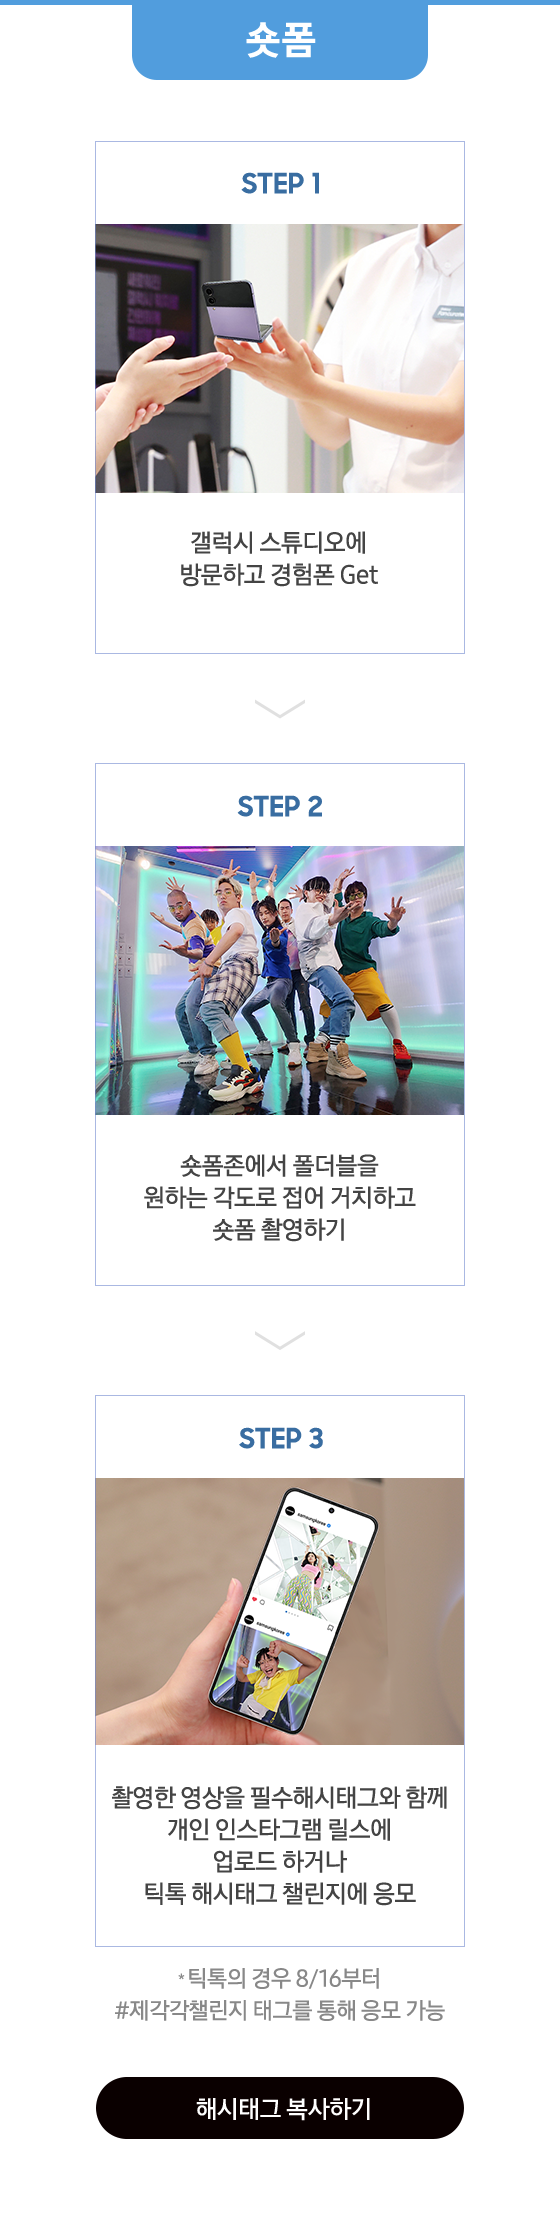 숏폼
STEP 1
갤럭시 스튜디오에
방문하고 경험폰 Get
STEP 2
숏폼존에서 폴더블을
원하는 각도로 접어 거치하고
숏폼 촬영하기
STEP 3
samsungkorea
samsungkorea
촬영한 영상을 필수해시태그와 함께
개인 인스타그램 릴스에
업로드 하거나
틱톡 해시태그 챌린지에 응모
*틱톡의 경우 8/16부터
#제각각챌린지 태그를 통해 응모 가능
해시태그 복사하기